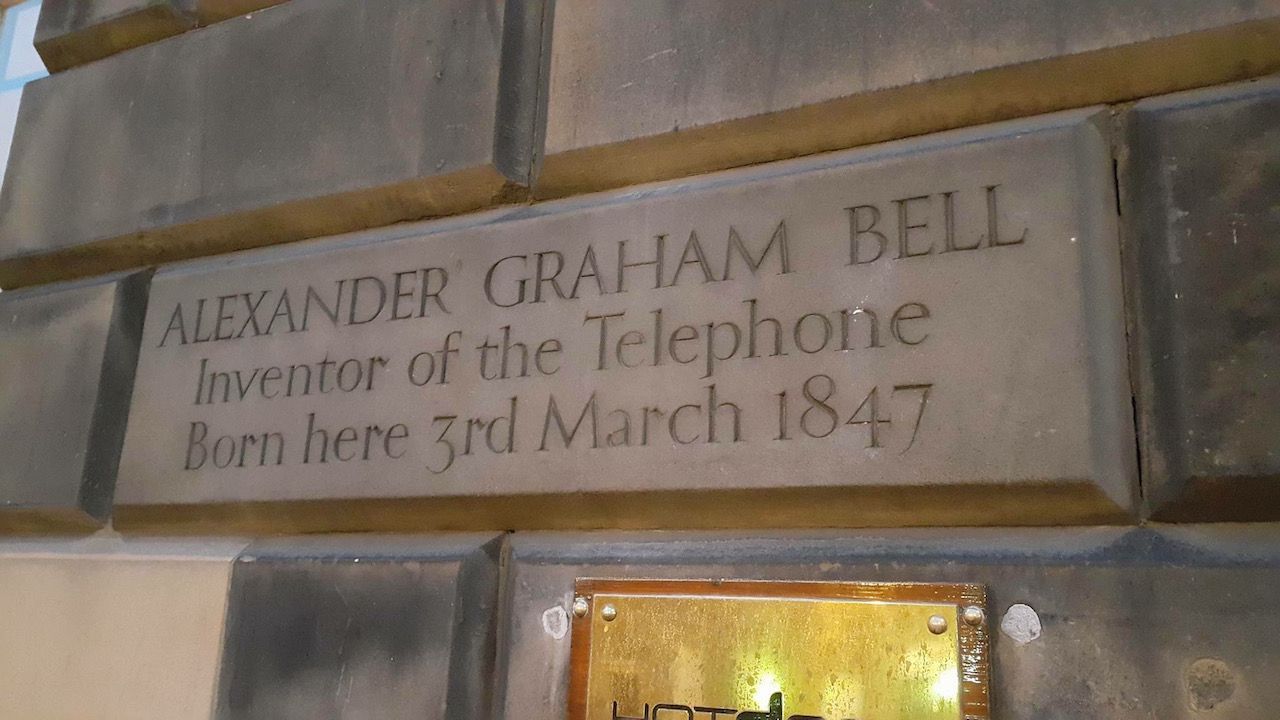 ALEXANDER GRAHAM BELL
Inventor of the Telephone
Born here 3rd March 1847